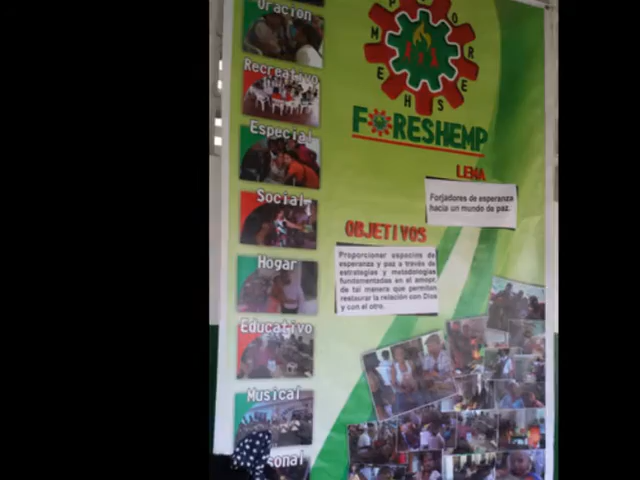 Oración
Recreativo
Especial
Social
Hogar
Educativo
Musical
sonal
F RESHEMP
LEMA
Forjadores de esperanza
hacia un mundo de paz.
OBJETIVOS
Proporcionar espacios de
esperanza y paz a través de
estrategias y metodologías
fundamentadas en el amor,
de tal manera que permitan
restaurar la relación con Dios
y con el otro.